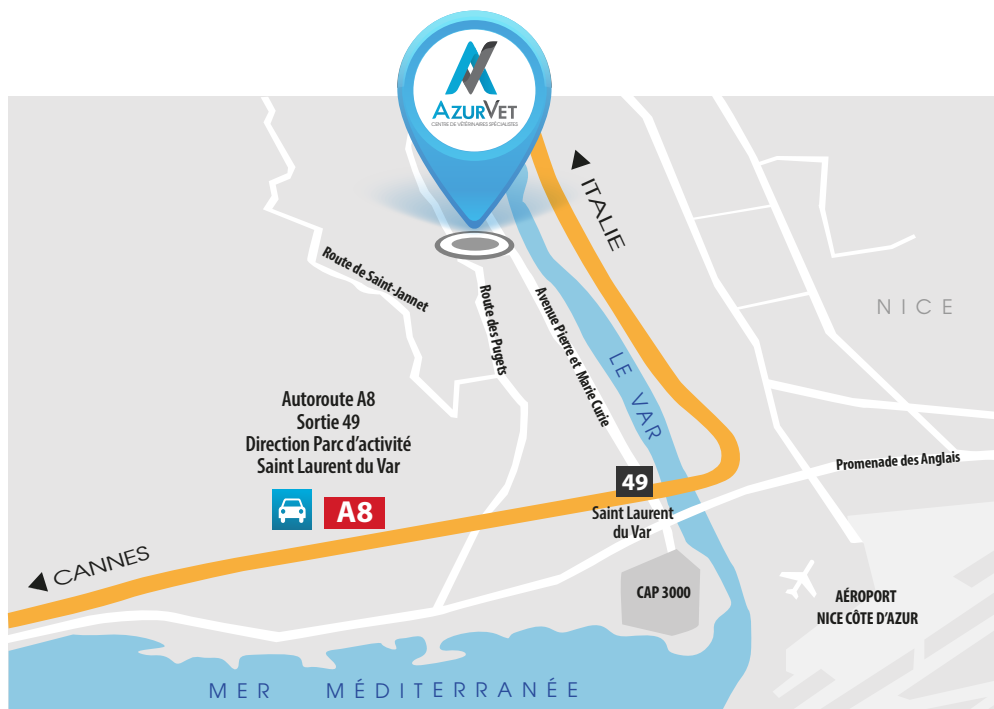 AZURVET
CENTRE DE VÉTÉRINAIRES SPÉCIALISTES
ITALIE
Route de Saint-Jannet
Route des Pugets
Avenue Pierre et Marie Curie
NICE
LE VAR
Autoroute A8
Sortie 49
Direction Parc d'activité
Saint Laurent du Var
A8
49
Saint Laurent
du Var
Promenade des Anglais
CANNES
CAP 3000
AÉROPORT
NICE CÔTE D'AZUR
MER MÉDITERRANÉE